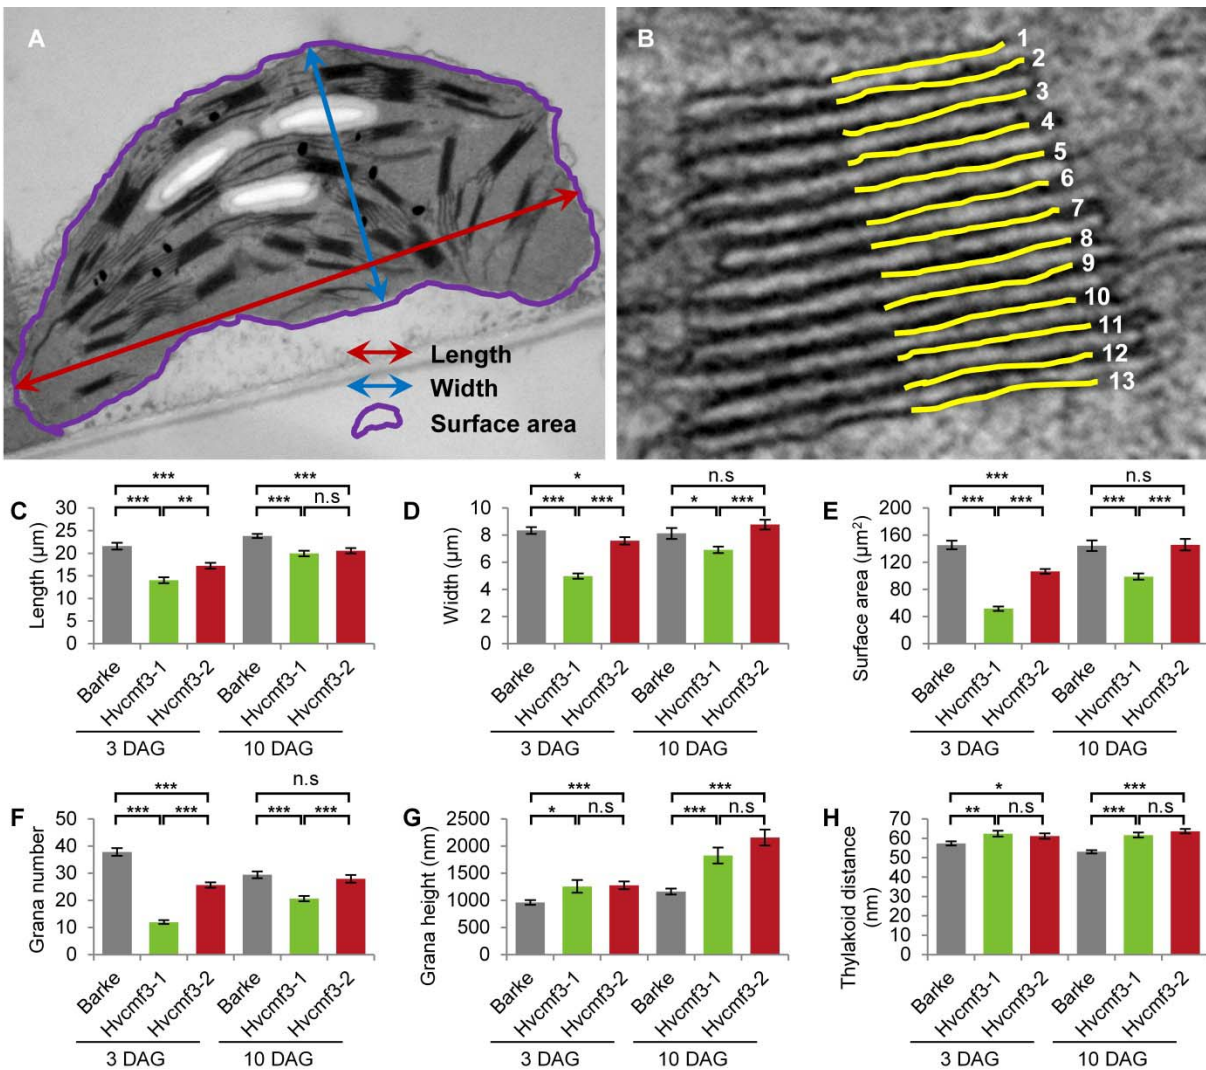 A
Length
Width
Surface area
B
1
2
3
4
5
6
7
8
9
10
11
12
13
C
Length (µm)
30
25
20
15
10
5
0
***
***
**
***
***
n.s
Barke
Hvcmf3-1
Hvcmf3-2
Barke
Hvcmf3-1
Hvcmf3-2
3 DAG
10 DAG
D
Width (µm)
10
8
6
4
2
0
*
***
***
n.s
*
***
Barke
Hvcmf3-1
Hvcmf3-2
Barke
Hvcmf3-1
Hvcmf3-2
3 DAG
10 DAG
E
Surface area (µm²)
200
160
120
80
40
0
***
***
***
n.s
***
***
Barke
Hvcmf3-1
Hvcmf3-2
Barke
Hvcmf3-1
Hvcmf3-2
3 DAG
10 DAG
F
Grana number
50
40
30
20
10
0
***
***
***
n.s
***
***
Barke
Hvcmf3-1
Hvcmf3-2
Barke
Hvcmf3-1
Hvcmf3-2
3 DAG
10 DAG
G
Grana height (nm)
2500
2000
1500
1000
500
0
***
*
n.s
***
***
n.s
Barke
Hvcmf3-1
Hvcmf3-2
Barke
Hvcmf3-1
Hvcmf3-2
3 DAG
10 DAG
H
Thylakoid distance
(nm)
70
60
50
40
30
20
10
0
*
**
n.s
***
***
n.s
Barke
Hvcmf3-1
Hvcmf3-2
Barke
Hvcmf3-1
Hvcmf3-2
3 DAG
10 DAG